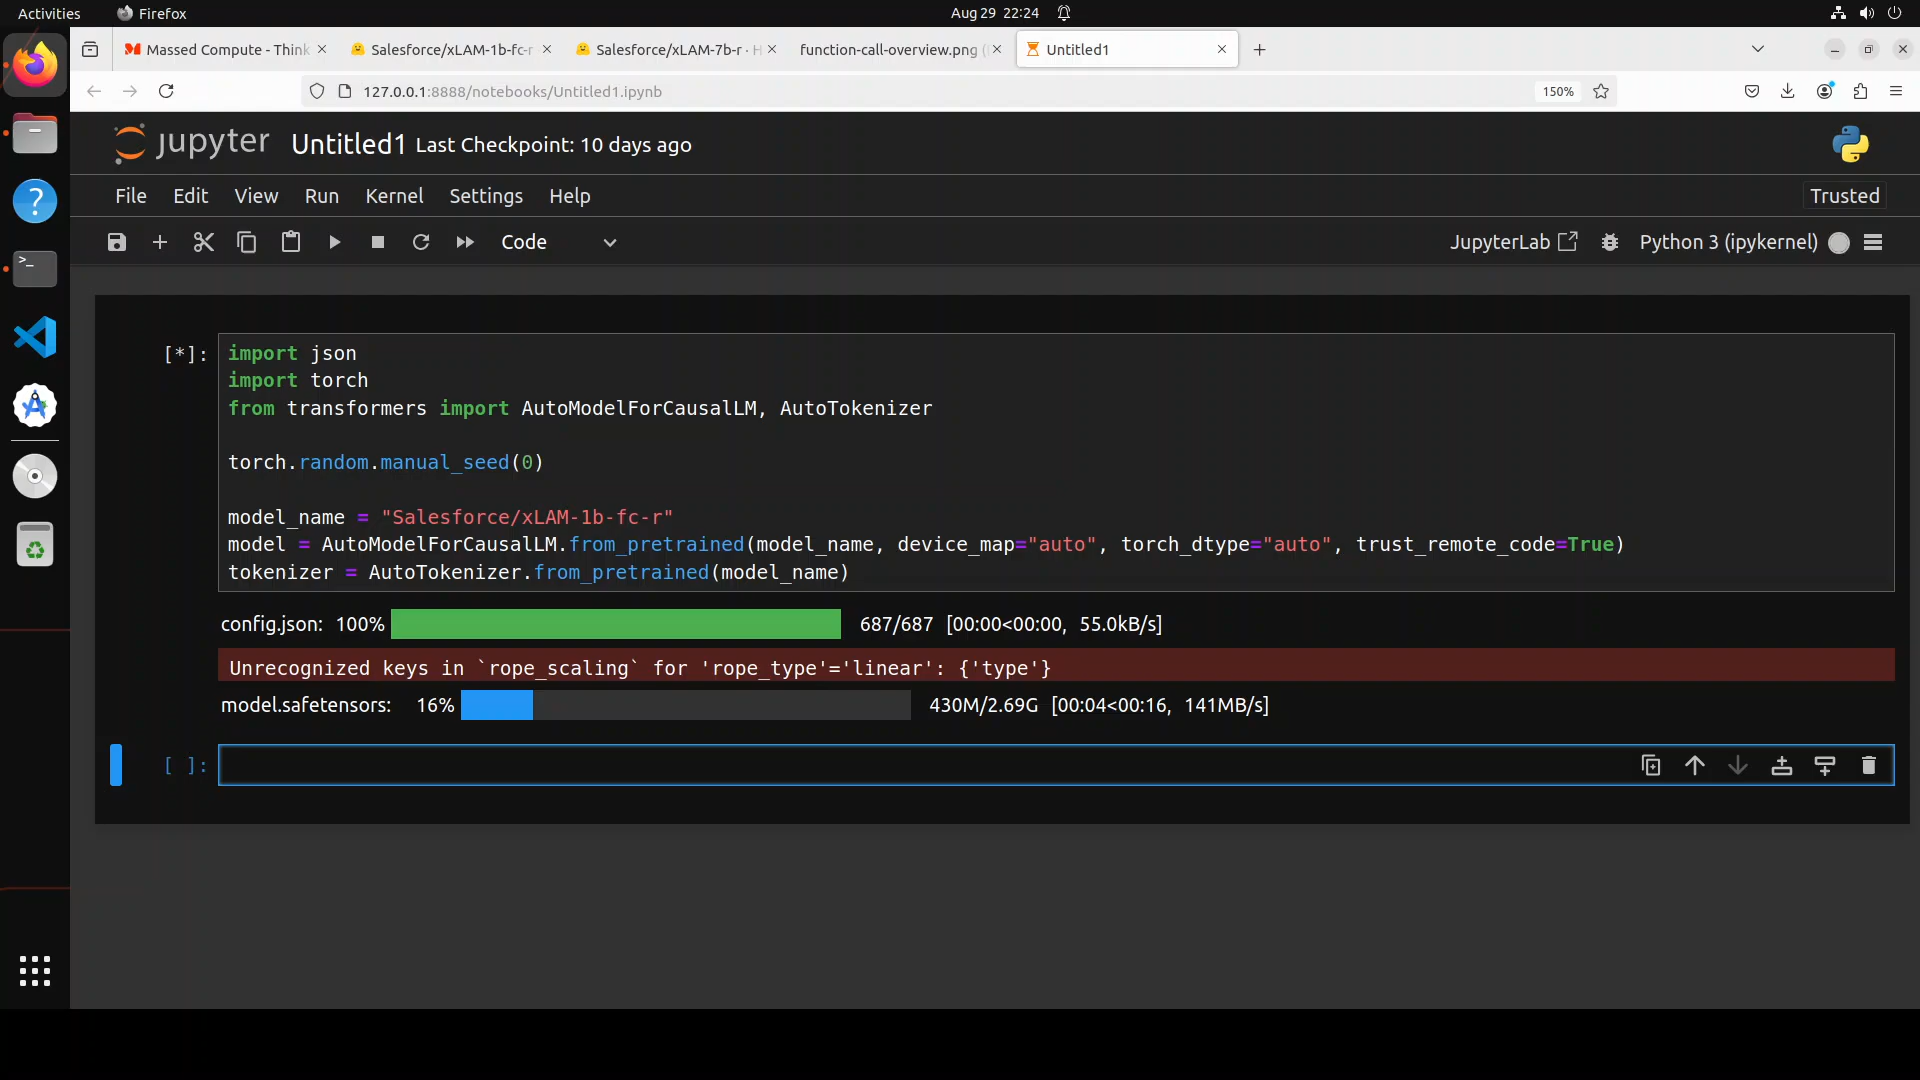 Activities
Firefox
Aug 29 22:24
Massed Compute - Think
Salesforce/xLAM-1b-fc-r
Salesforce/xLAM-7b-r · H
function-call-overview.png (
Untitled1
127.0.0.1:8888/notebooks/Untitled1.ipynb
150%
jupyter
Untitled1 Last Checkpoint: 10 days ago
File Edit View Run Kernel Settings Help
Trusted
Code
JupyterLab
Python 3 (ipykernel)
[*]:
import json
import torch
from transformers import AutoModelForCausalLM, AutoTokenizer
torch.random.manual_seed(0)
model_name = "Salesforce/xLAM-1b-fc-r"
model = AutoModelForCausalLM.from_pretrained(model_name, device_map="auto", torch_dtype="auto", trust_remote_code=True)
tokenizer = AutoTokenizer.from_pretrained(model_name)
config.json: 100% 687/687 [00:00<00:00, 55.0kB/s]
Unrecognized keys in `rope_scaling` for 'rope_type'='linear': {'type'}
model.safetensors: 16% 430M/2.69G [00:04<00:16, 141MB/s]
[ ]: